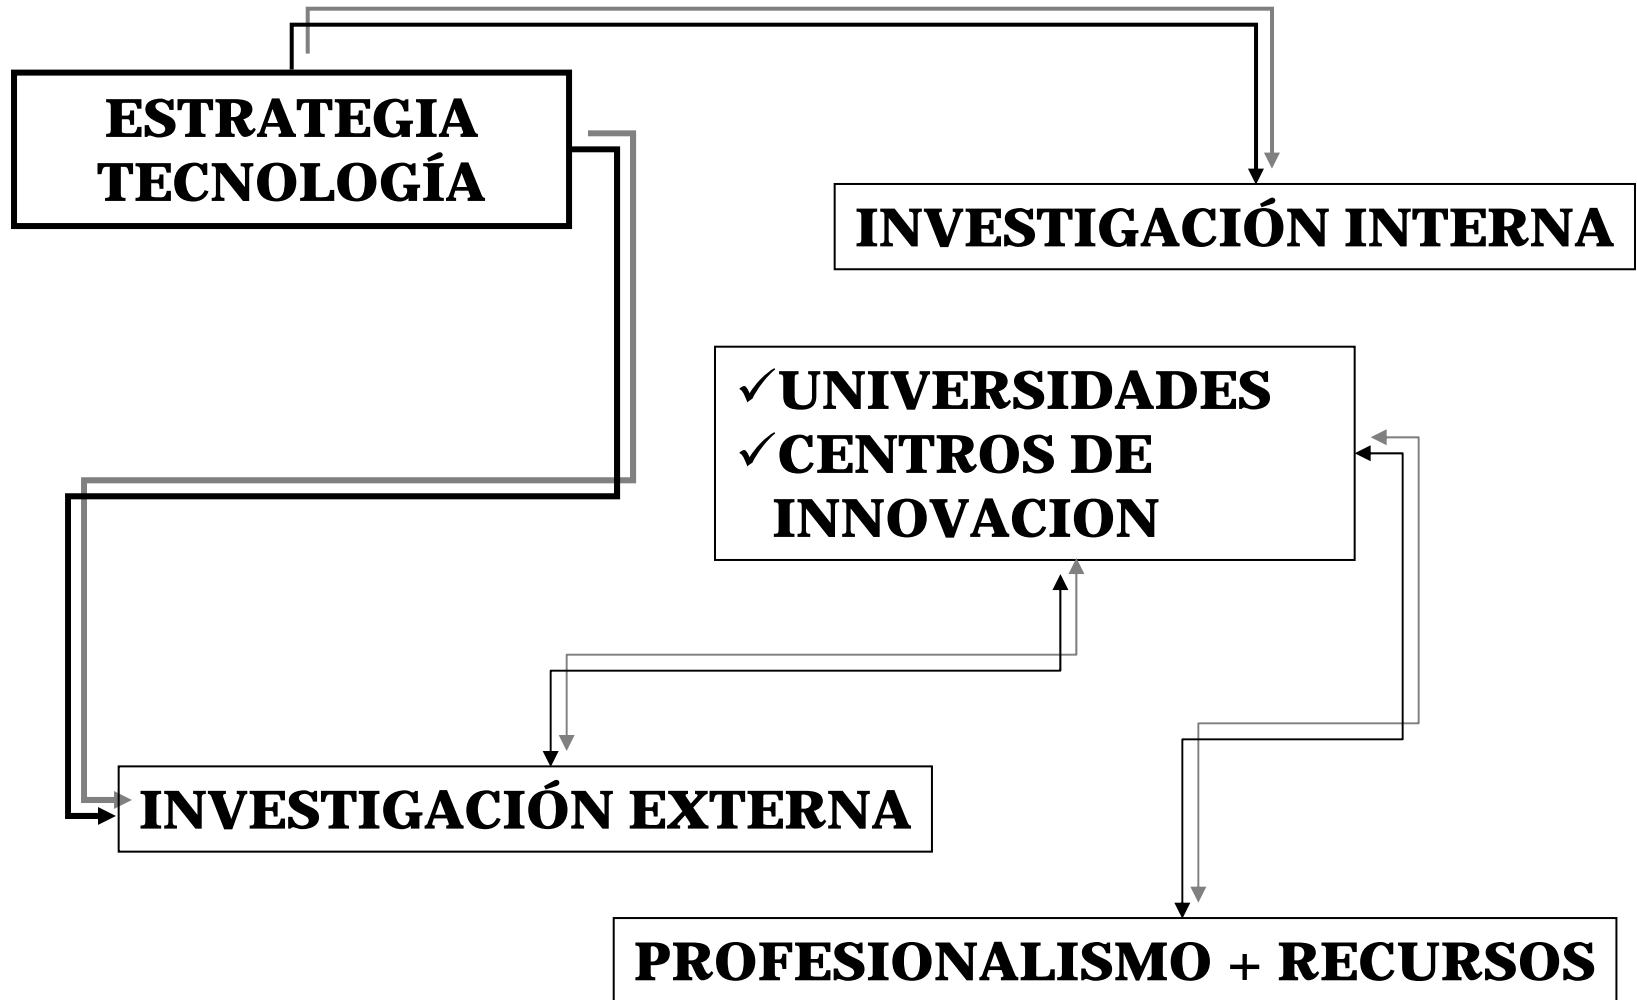 ESTRATEGIA
TECNOLOGÍA
INVESTIGACIÓN INTERNA
✓UNIVERSIDADES
✓CENTROS DE
INNOVACION
INVESTIGACIÓN EXTERNA
PROFESIONALISMO + RECURSOS